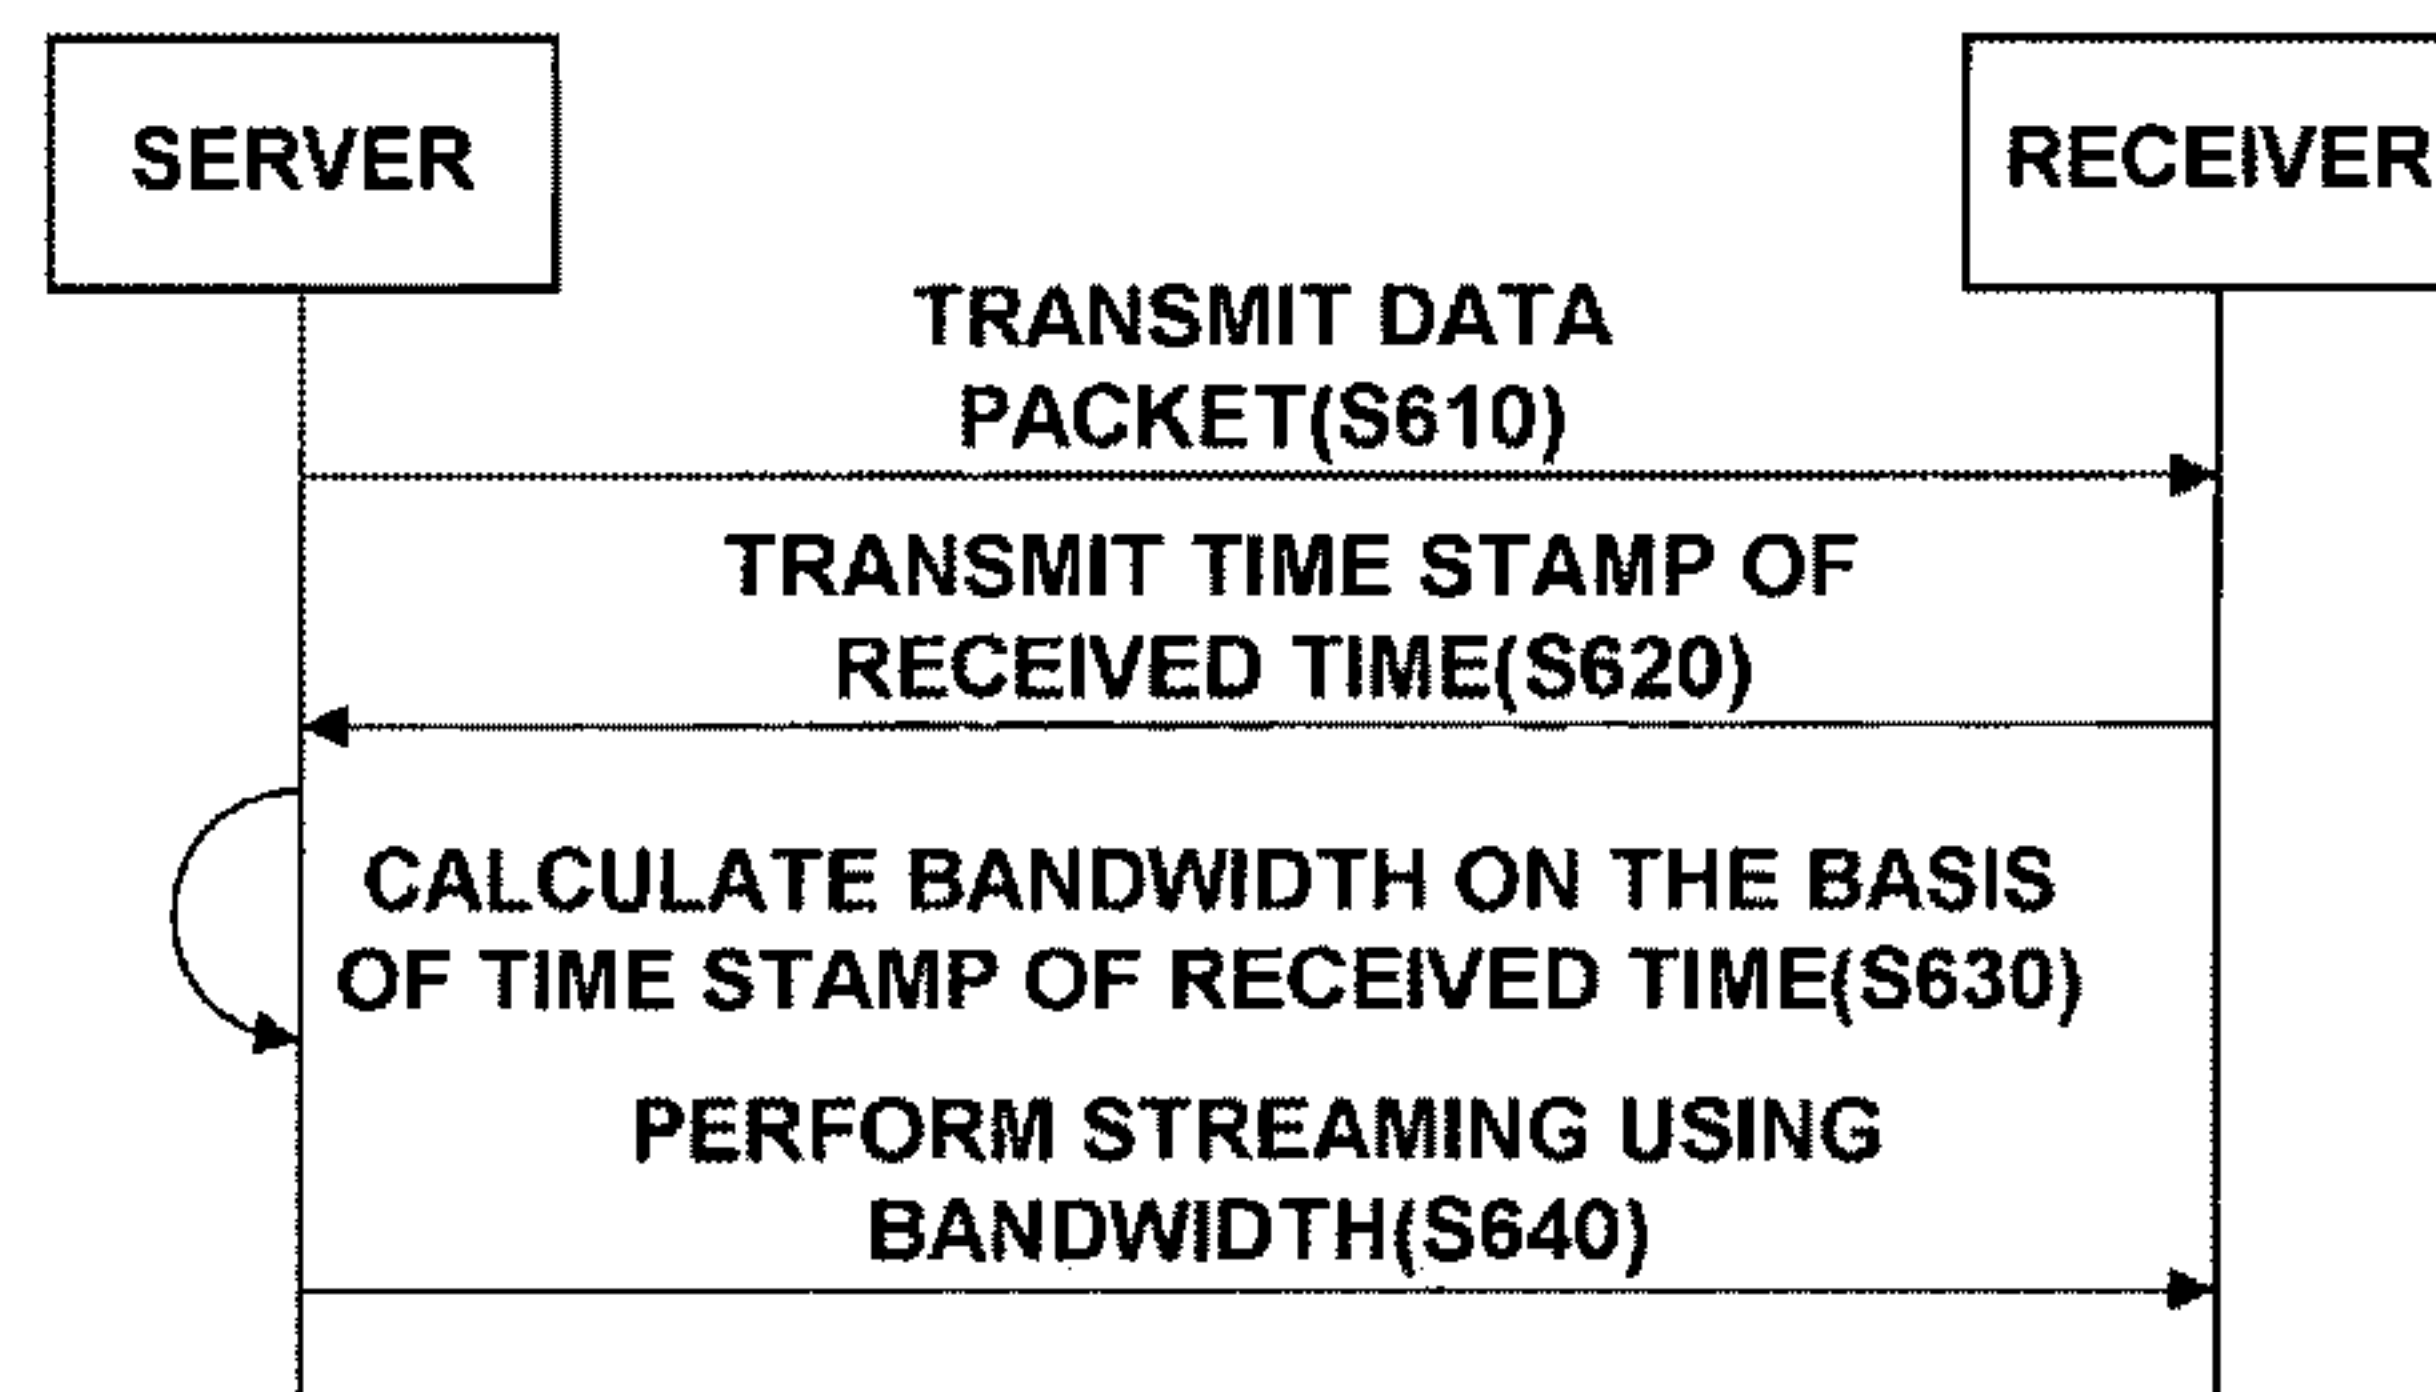 SERVER
RECEIVER
TRANSMIT DATA
PACKET(S610)
TRANSMIT TIME STAMP OF
RECEIVED TIME(S620)
CALCULATE BANDWIDTH ON THE BASIS
OF TIME STAMP OF RECEIVED TIME(S630)
PERFORM STREAMING USING
BANDWIDTH(S640)